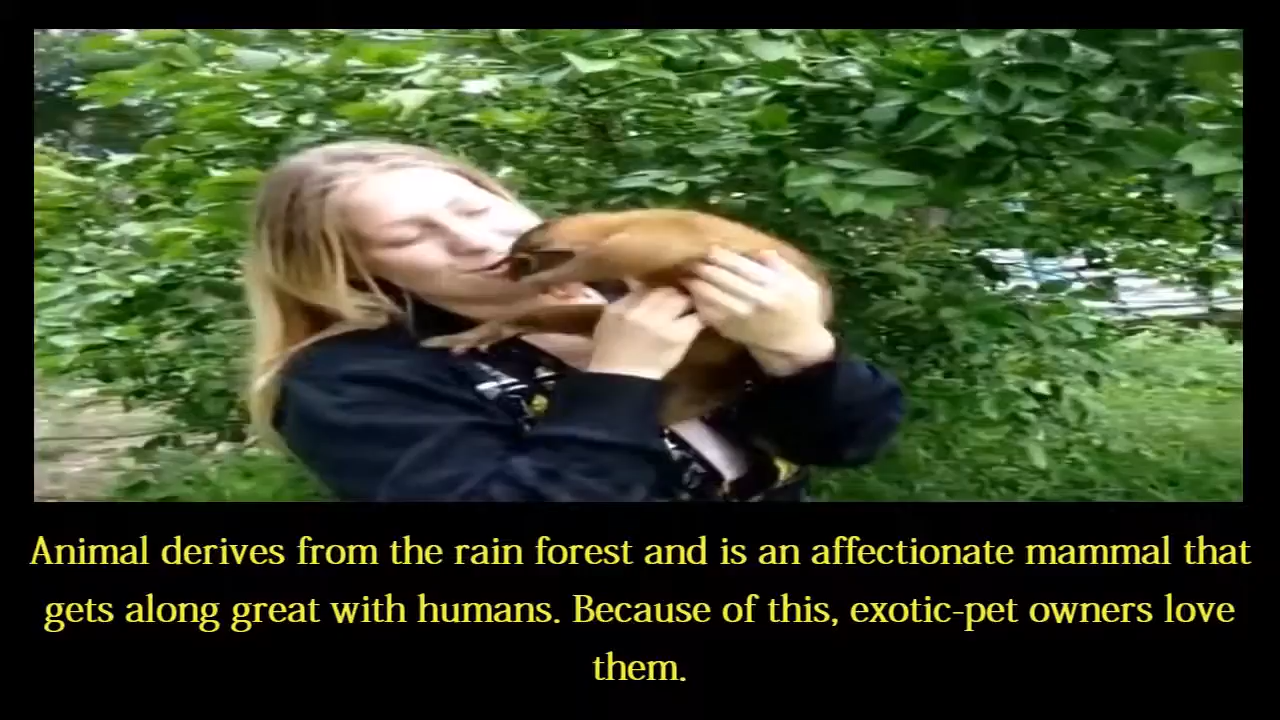 Animal derives from the rain forest and is an affectionate mammal that
gets along great with humans. Because of this, exotic-pet owners love
them.